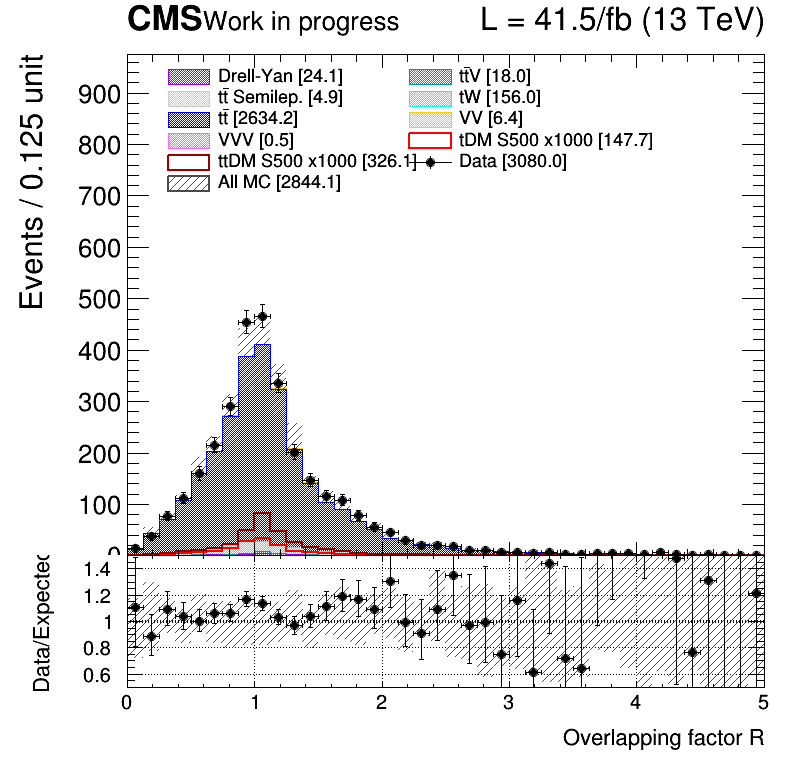 CMS Work in progress L = 41.5/fb (13 TeV)
Events / 0.125 unit
Drell-Yan [24.1] tt̄V [18.0]
tt̄ Semilep. [4.9] tW [156.0]
tt̄ [2634.2] VV [6.4]
VVV [0.5] tDM S500 x1000 [147.7]
ttDM S500 x1000 [326.1] Data [3080.0]
All MC [2844.1]
900
800
700
600
500
400
300
200
100
0
Data/Expected
1.4
1.2
1
0.8
0.6
0 1 2 3 4 5
Overlapping factor R